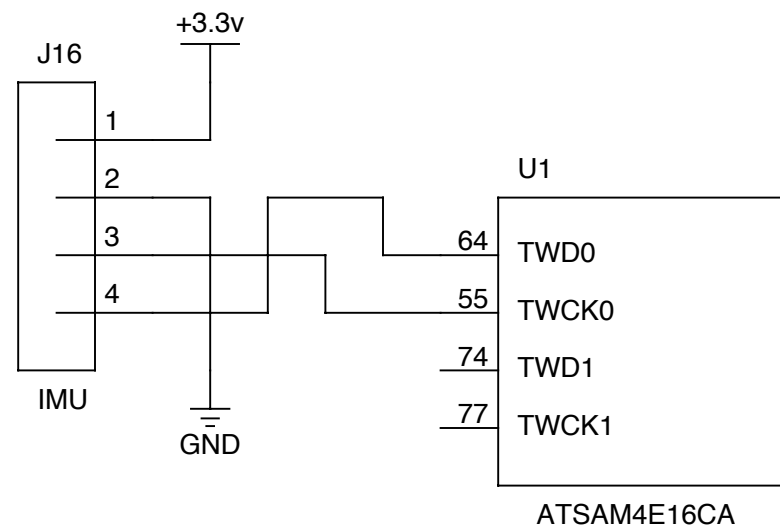 +3.3v
J16
1
2
3
4
IMU
GND
U1
64 TWD0
55 TWCK0
74 TWD1
77 TWCK1
ATSAM4E16CA